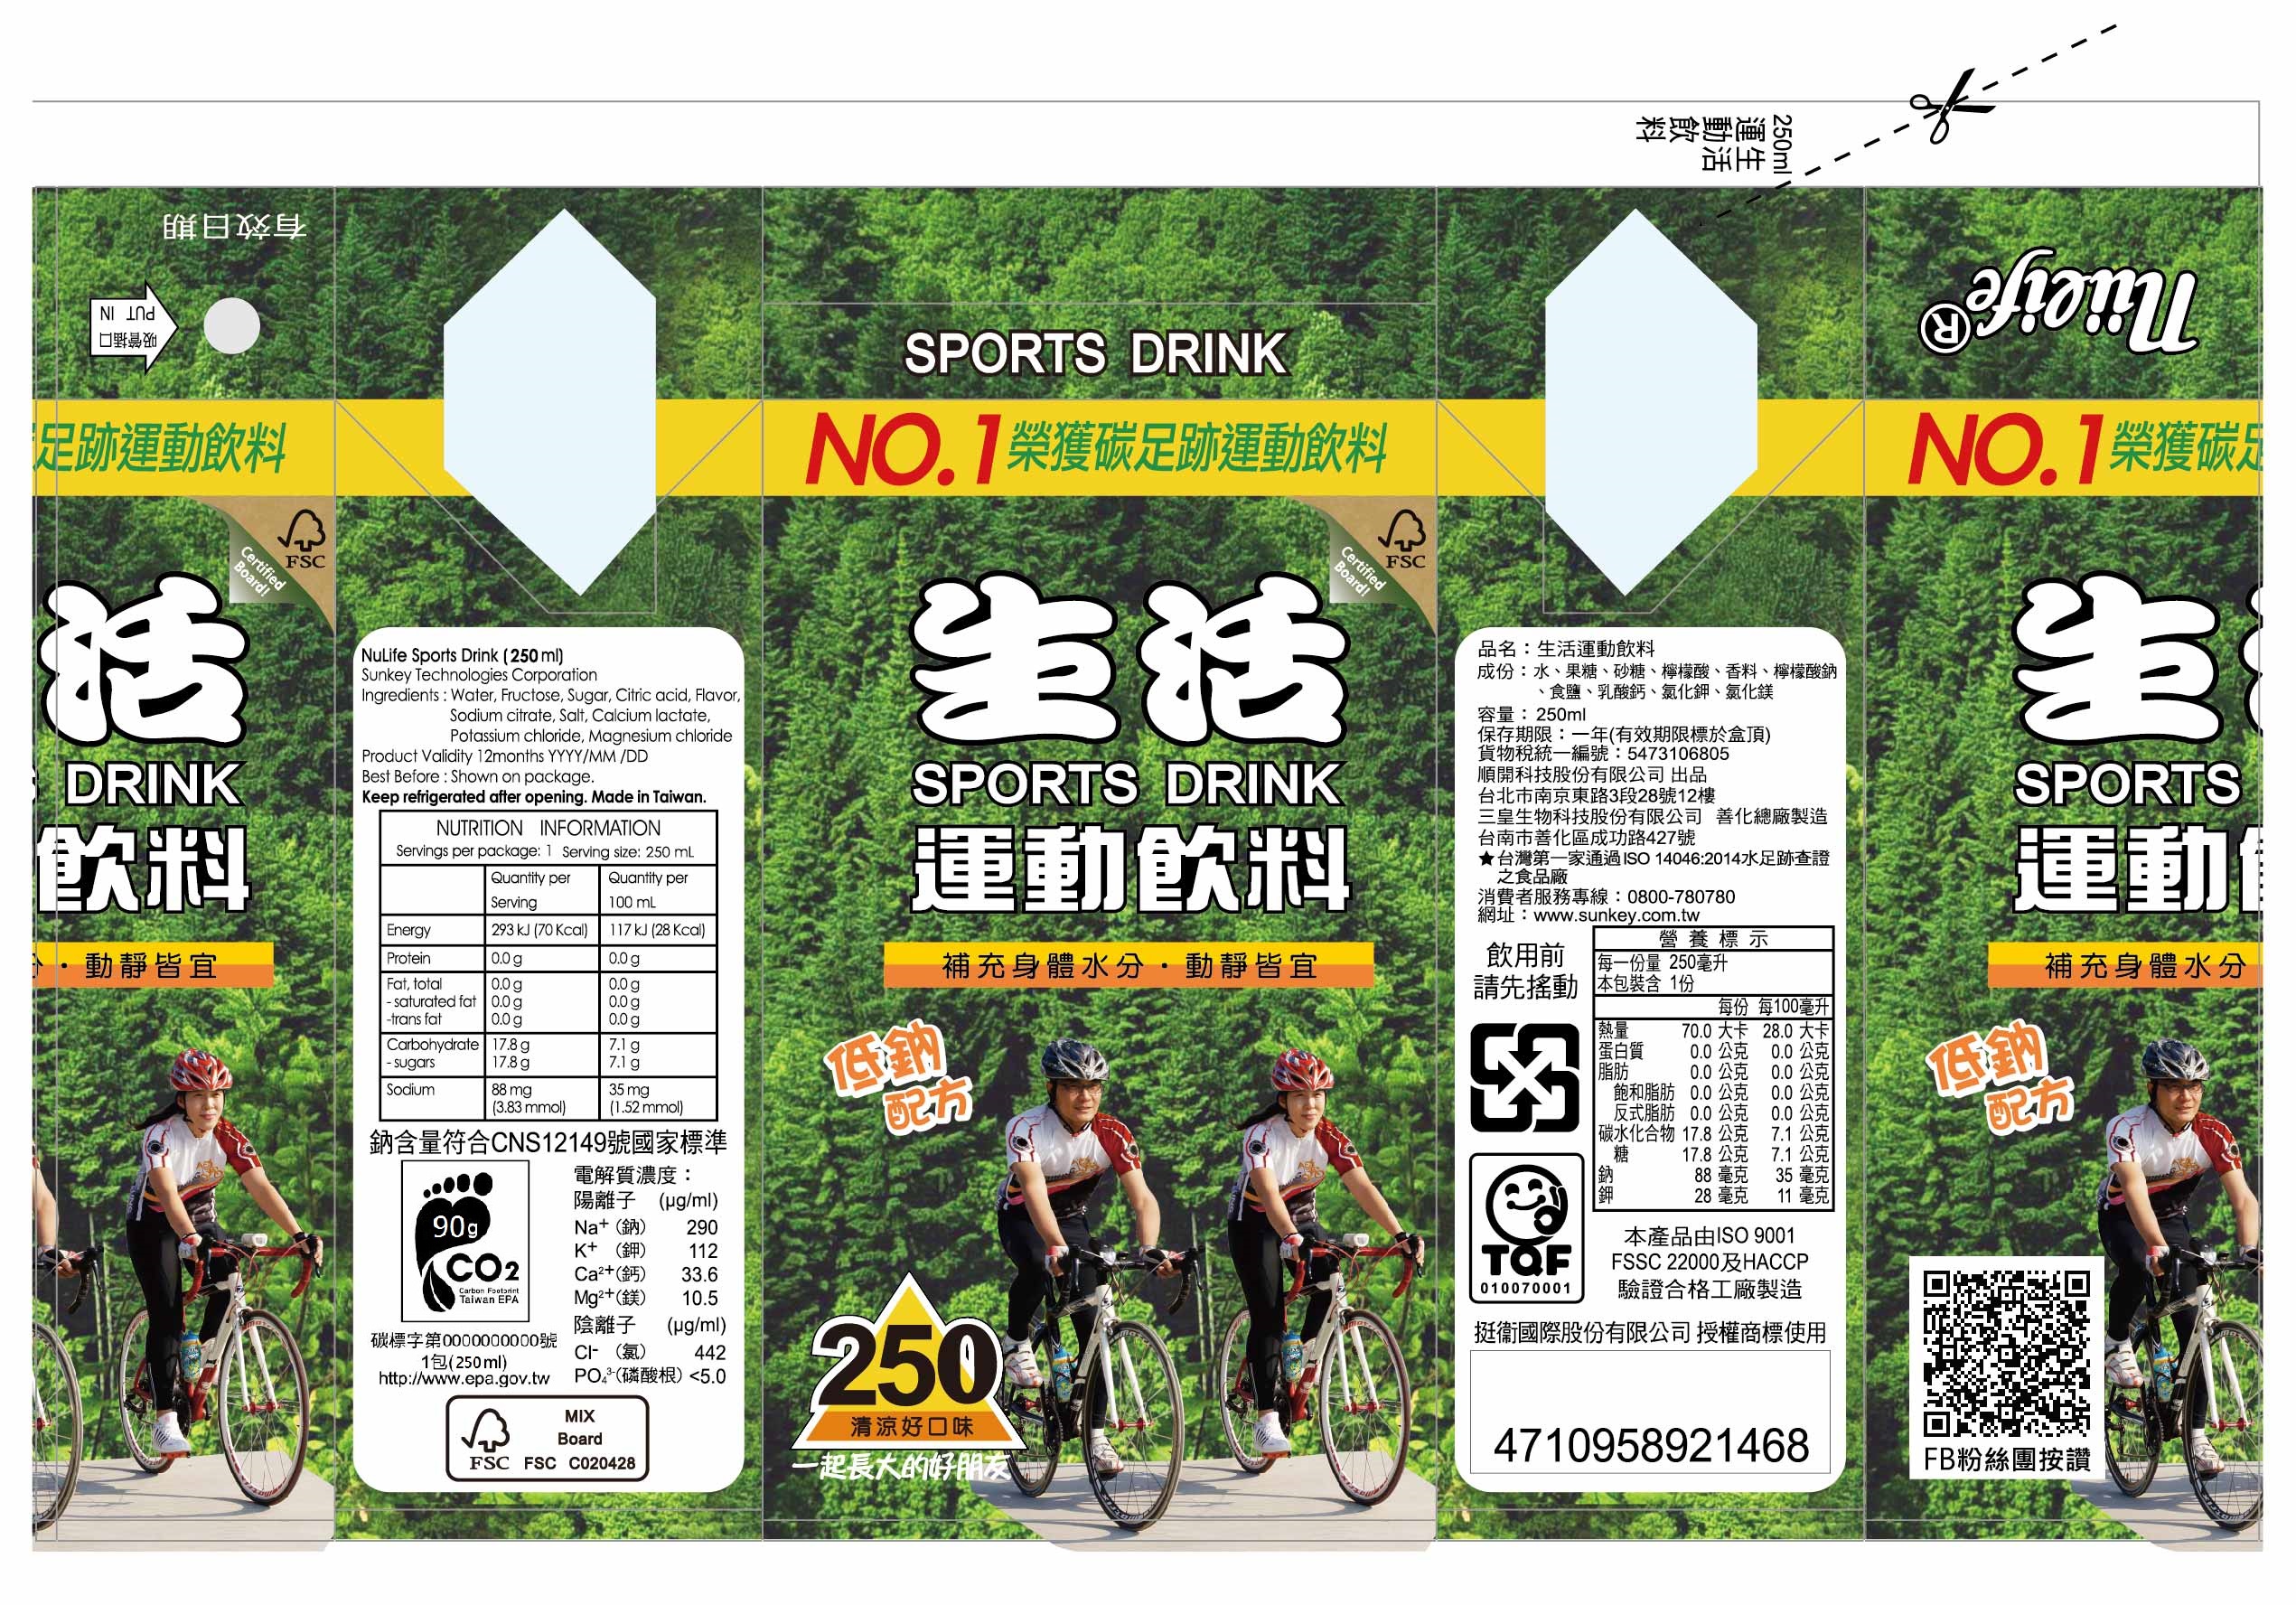 250ml
生活
運動
飲料
有效日期
PUT IN
吸管插口
足跡運動飲料
FSC
Certified
Board!
活
DRINK
飲料
・動靜皆宜
NuLife Sports Drink (250 ml)
Sunkey Technologies Corporation
Ingredients : Water, Fructose, Sugar, Citric acid, Flavor,
Sodium citrate, Salt, Calcium lactate,
Potassium chloride, Magnesium chloride
Product Validity 12months YYYY/MM /DD
Best Before : Shown on package.
Keep refrigerated after opening. Made in Taiwan.
NUTRITION INFORMATION
Servings per package: 1 Serving size: 250 mL
Quantity per Serving Quantity per 100 mL
Energy 293 kJ (70 Kcal) 117 kJ (28 Kcal)
Protein 0.0 g 0.0 g
Fat, total 0.0 g 0.0 g
- saturated fat 0.0 g 0.0 g
-trans fat 0.0 g 0.0 g
Carbohydrate 17.8 g 7.1 g
- sugars 17.8 g 7.1 g
Sodium 88 mg 35 mg
(3.83 mmol) (1.52 mmol)
鈉含量符合CNS12149號國家標準
90g
CO2
Carbon Footprint
Taiwan EPA
碳標字第0000000000號
1包(250 ml)
http://www.epa.gov.tw
電解質濃度：
陽離子 (μg/ml)
Na⁺ (鈉) 290
K⁺ (鉀) 112
Ca²⁺(鈣) 33.6
Mg²⁺(鎂) 10.5
陰離子 (μg/ml)
Cl⁻ (氯) 442
PO₄³⁻(磷酸根) <5.0
FSC
MIX
Board
FSC C020428
SPORTS DRINK
NO.1榮獲碳足跡運動飲料
FSC
Certified
Board!
生活
SPORTS DRINK
運動飲料
補充身體水分・動靜皆宜
低鈉
配方
250
清涼好口味
一起長大的好朋友
品名：生活運動飲料
成份：水、果糖、砂糖、檸檬酸、香料、檸檬酸鈉
、食鹽、乳酸鈣、氯化鉀、氯化鎂
容量：250ml
保存期限：一年(有效期限標於盒頂)
貨物稅統一編號：5473106805
順開科技股份有限公司 出品
台北市南京東路3段28號12樓
三皇生物科技股份有限公司 善化總廠製造
台南市善化區成功路427號
★台灣第一家通過ISO 14046:2014水足跡查證
之食品廠
消費者服務專線：0800-780780
網址：www.sunkey.com.tw
飲用前
請先搖動
營養標示
每一份量 250毫升
本包裝含 1份
每份 每100毫升
熱量 70.0 大卡 28.0 大卡
蛋白質 0.0 公克 0.0 公克
脂肪 0.0 公克 0.0 公克
飽和脂肪 0.0 公克 0.0 公克
反式脂肪 0.0 公克 0.0 公克
碳水化合物 17.8 公克 7.1 公克
糖 17.8 公克 7.1 公克
鈉 88 毫克 35 毫克
鉀 28 毫克 11 毫克
TQF
010070001
本產品由ISO 9001
FSSC 22000及HACCP
驗證合格工廠製造
挺衛國際股份有限公司 授權商標使用
4710958921468
Nülife®
NO.1榮獲碳足
生
SPORTS
運動
補充身體水分
低鈉
配方
FB粉絲團按讚